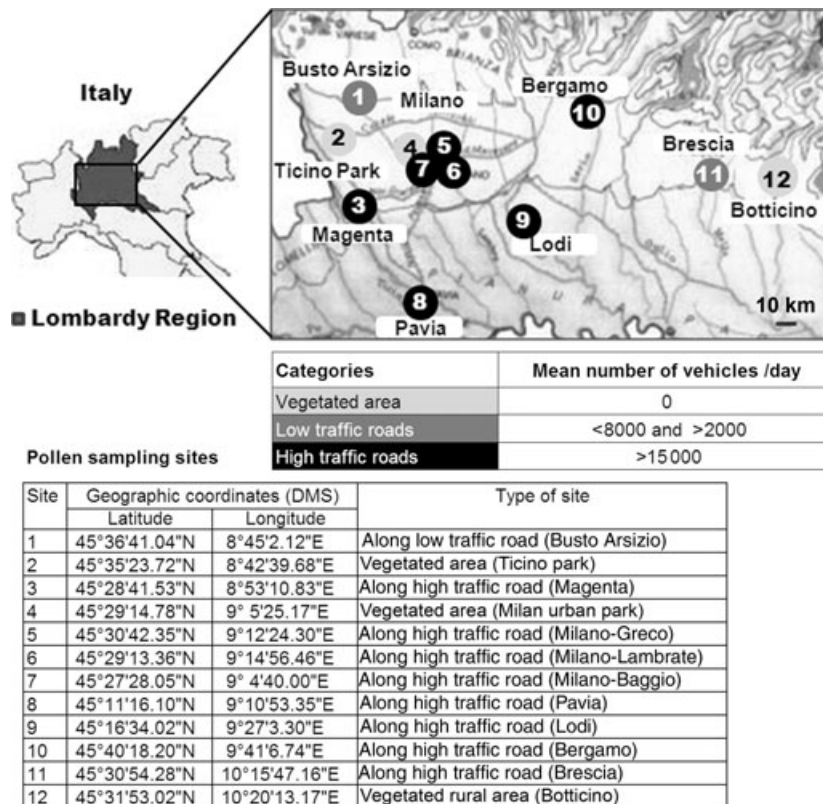 Italy
Lombardy Region
VARESE
COMO BRIANZA
Busto Arsizio
Milano
Bergamo
1
10
2
4
5
7
6
Brescia
11
12
Ticino Park
Botticino
3
Magenta
9
Lodi
8
Pavia
10 km
Categories Mean number of vehicles /day
Vegetated area 0
Low traffic roads <8000 and >2000
High traffic roads >15000
Pollen sampling sites
Site Geographic coordinates (DMS) Type of site
Latitude Longitude
1 45°36'41.04"N 8°45'2.12"E Along low traffic road (Busto Arsizio)
2 45°35'23.72"N 8°42'39.68"E Vegetated area (Ticino park)
3 45°28'41.53"N 8°53'10.83"E Along high traffic road (Magenta)
4 45°29'14.78"N 9° 5'25.17"E Vegetated area (Milan urban park)
5 45°30'42.35"N 9°12'24.30"E Along high traffic road (Milano-Greco)
6 45°29'13.36"N 9°14'56.46"E Along high traffic road (Milano-Lambrate)
7 45°27'28.05"N 9° 4'40.00"E Along high traffic road (Milano-Baggio)
8 45°11'16.10"N 9°10'53.35"E Along high traffic road (Pavia)
9 45°16'34.02"N 9°27'3.30"E Along high traffic road (Lodi)
10 45°40'18.20"N 9°41'6.74"E Along high traffic road (Bergamo)
11 45°30'54.28"N 10°15'47.16"E Along high traffic road (Brescia)
12 45°31'53.02"N 10°20'13.17"E Vegetated rural area (Botticino)